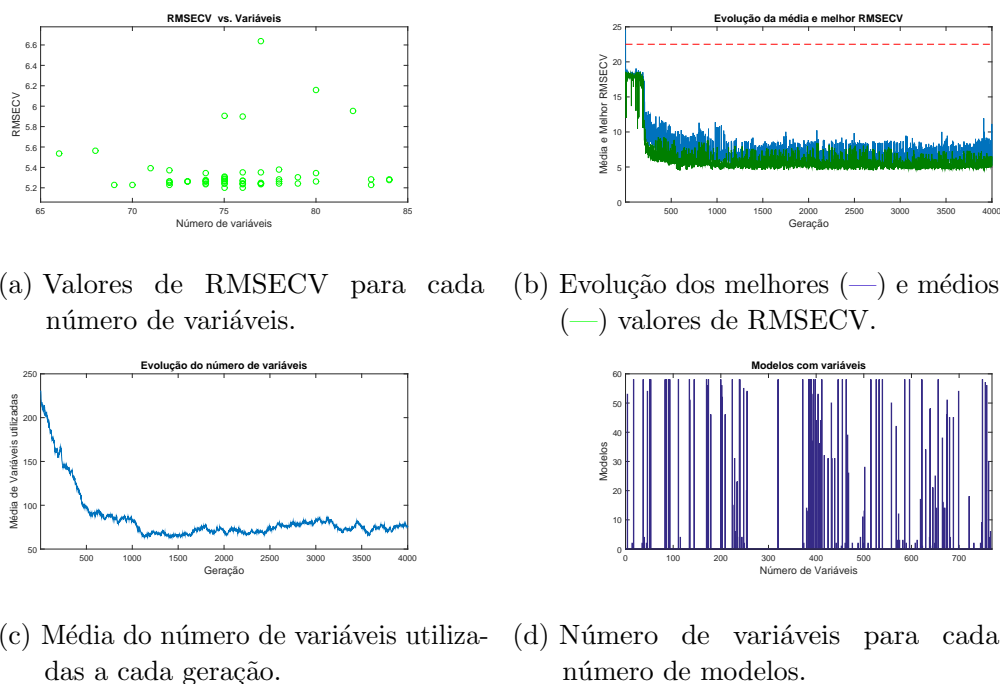 RMSECV vs. Variáveis
RMSECV
6.6
6.4
6.2
6
5.8
5.6
5.4
5.2
65 70 75 80 85
Número de variáveis
Evolução da média e melhor RMSECV
Média e Melhor RMSECV
25
20
15
10
5
0
500 1000 1500 2000 2500 3000 3500 4000
Geração
(a) Valores de RMSECV para cada
número de variáveis.
(b) Evolução dos melhores (—) e médios
(—) valores de RMSECV.
Evolução do número de variáveis
Média de Variáveis utilizadas
250
200
150
100
50
500 1000 1500 2000 2500 3000 3500 4000
Geração
Modelos com variáveis
Modelos
60
50
40
30
20
10
0
0 100 200 300 400 500 600 700
Número de Variáveis
(c) Média do número de variáveis utiliza-
das a cada geração.
(d) Número de variáveis para cada
número de modelos.